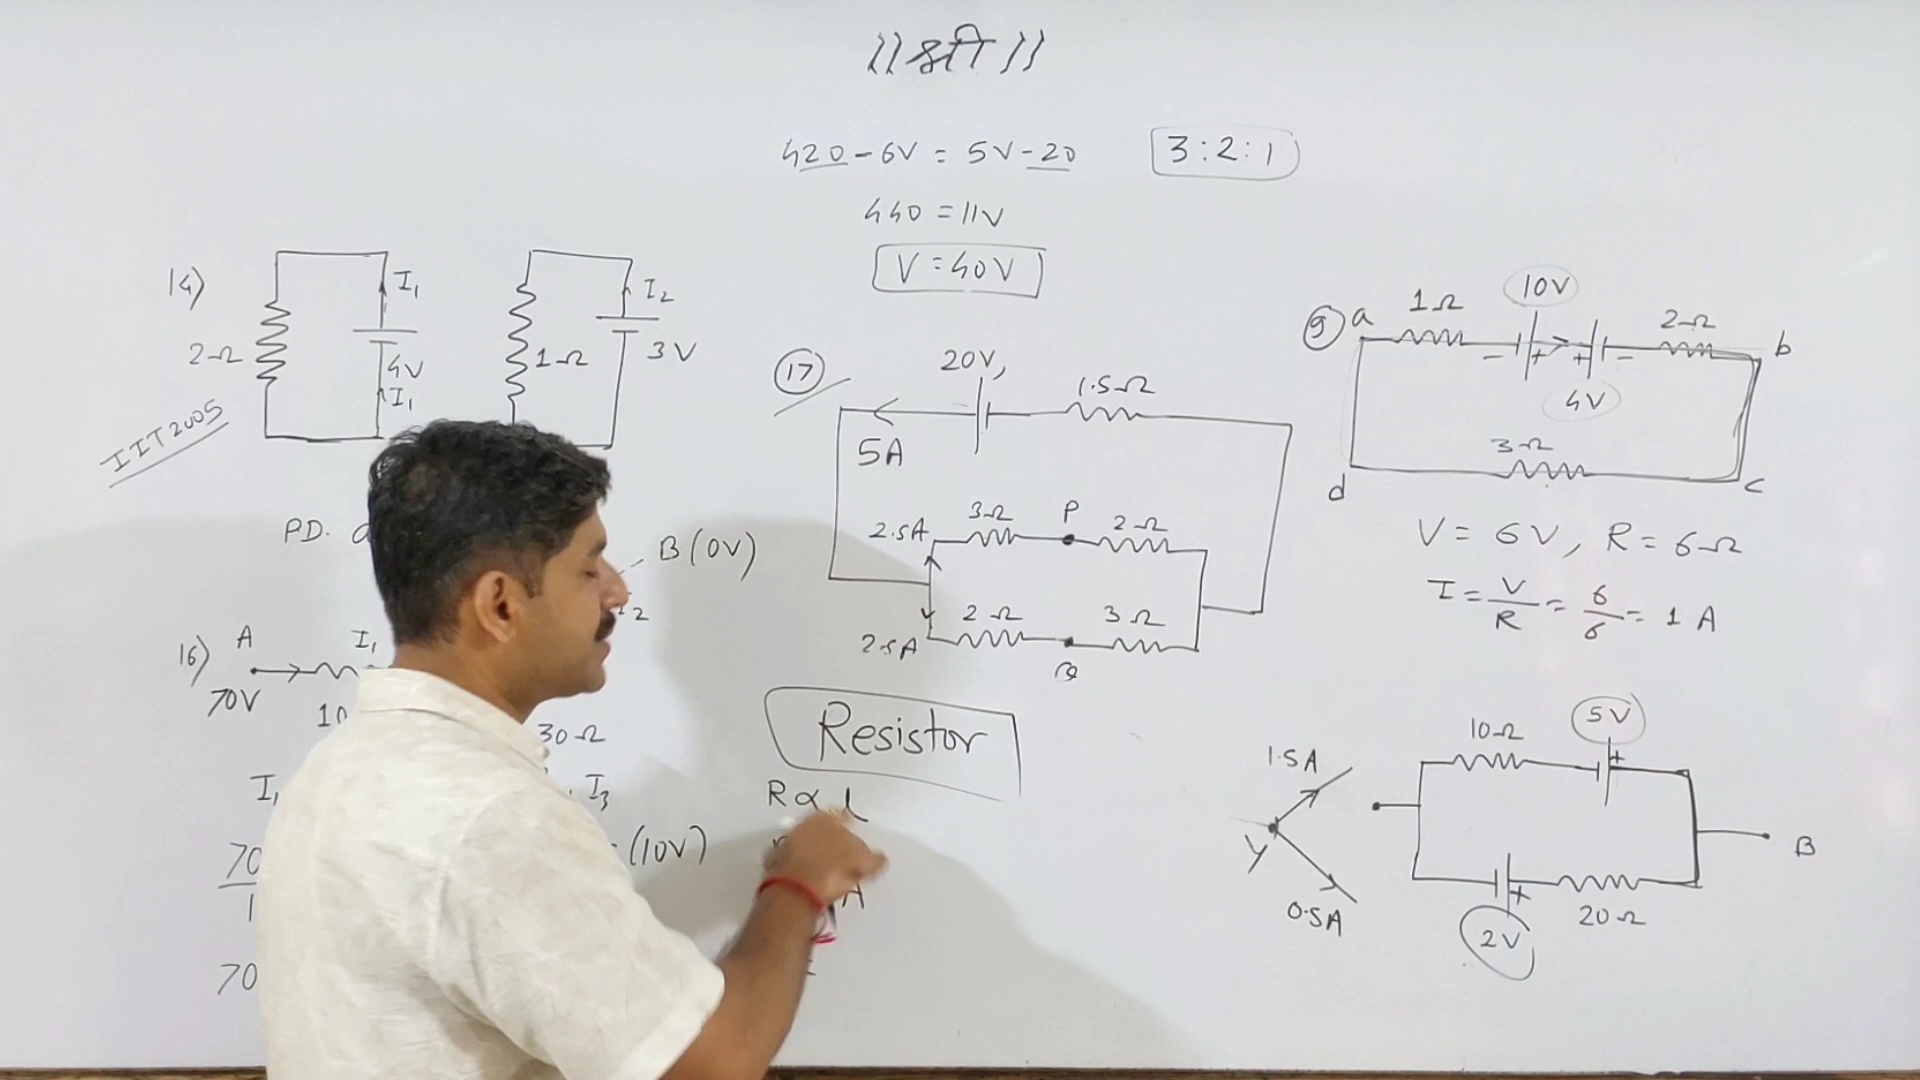 ।।श्री।।
420 - 6V = 5V - 20
3 : 2 : 1
440 = 11V
V = 40V
14)
I₁
2Ω
4V
I₁
I₂
1Ω
3V
IIT 2005
P.D.
B (0V)
16)
A
I₁
70V
10
30Ω
I₃
(10V)
70
70
17
20V,
1.5Ω
5A
2.5A
3Ω
P
2Ω
2.5A
2Ω
Q
3Ω
Resistor
R ∝ l
A
9
a
1Ω
10V
- + + -
4V
2Ω
b
3Ω
d
c
V = 6V, R = 6Ω
I = V/R = 6/6 = 1 A
1.5A
Y
0.5A
10Ω
5V
+
B
2V
+
20Ω